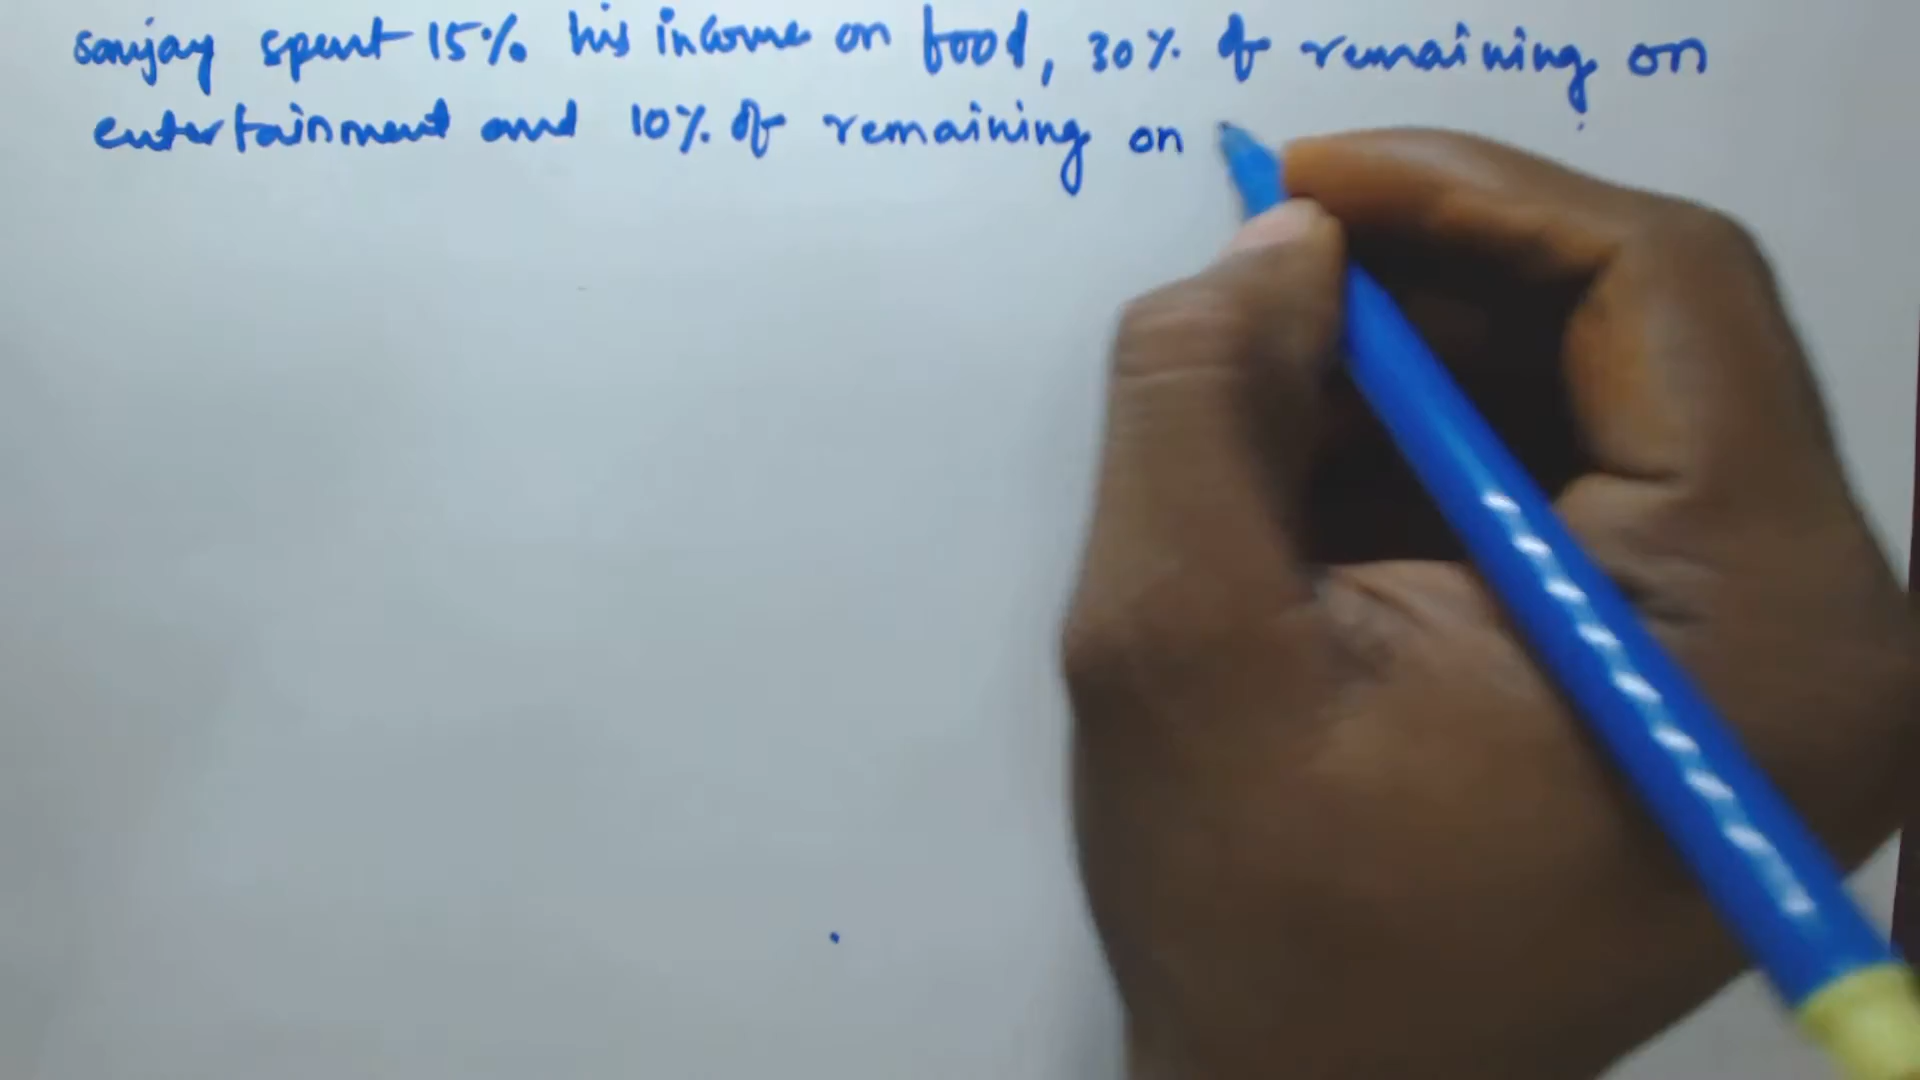 sanjay spent 15% his income on food, 30% of remaining on
entertainment and 10% of remaining on